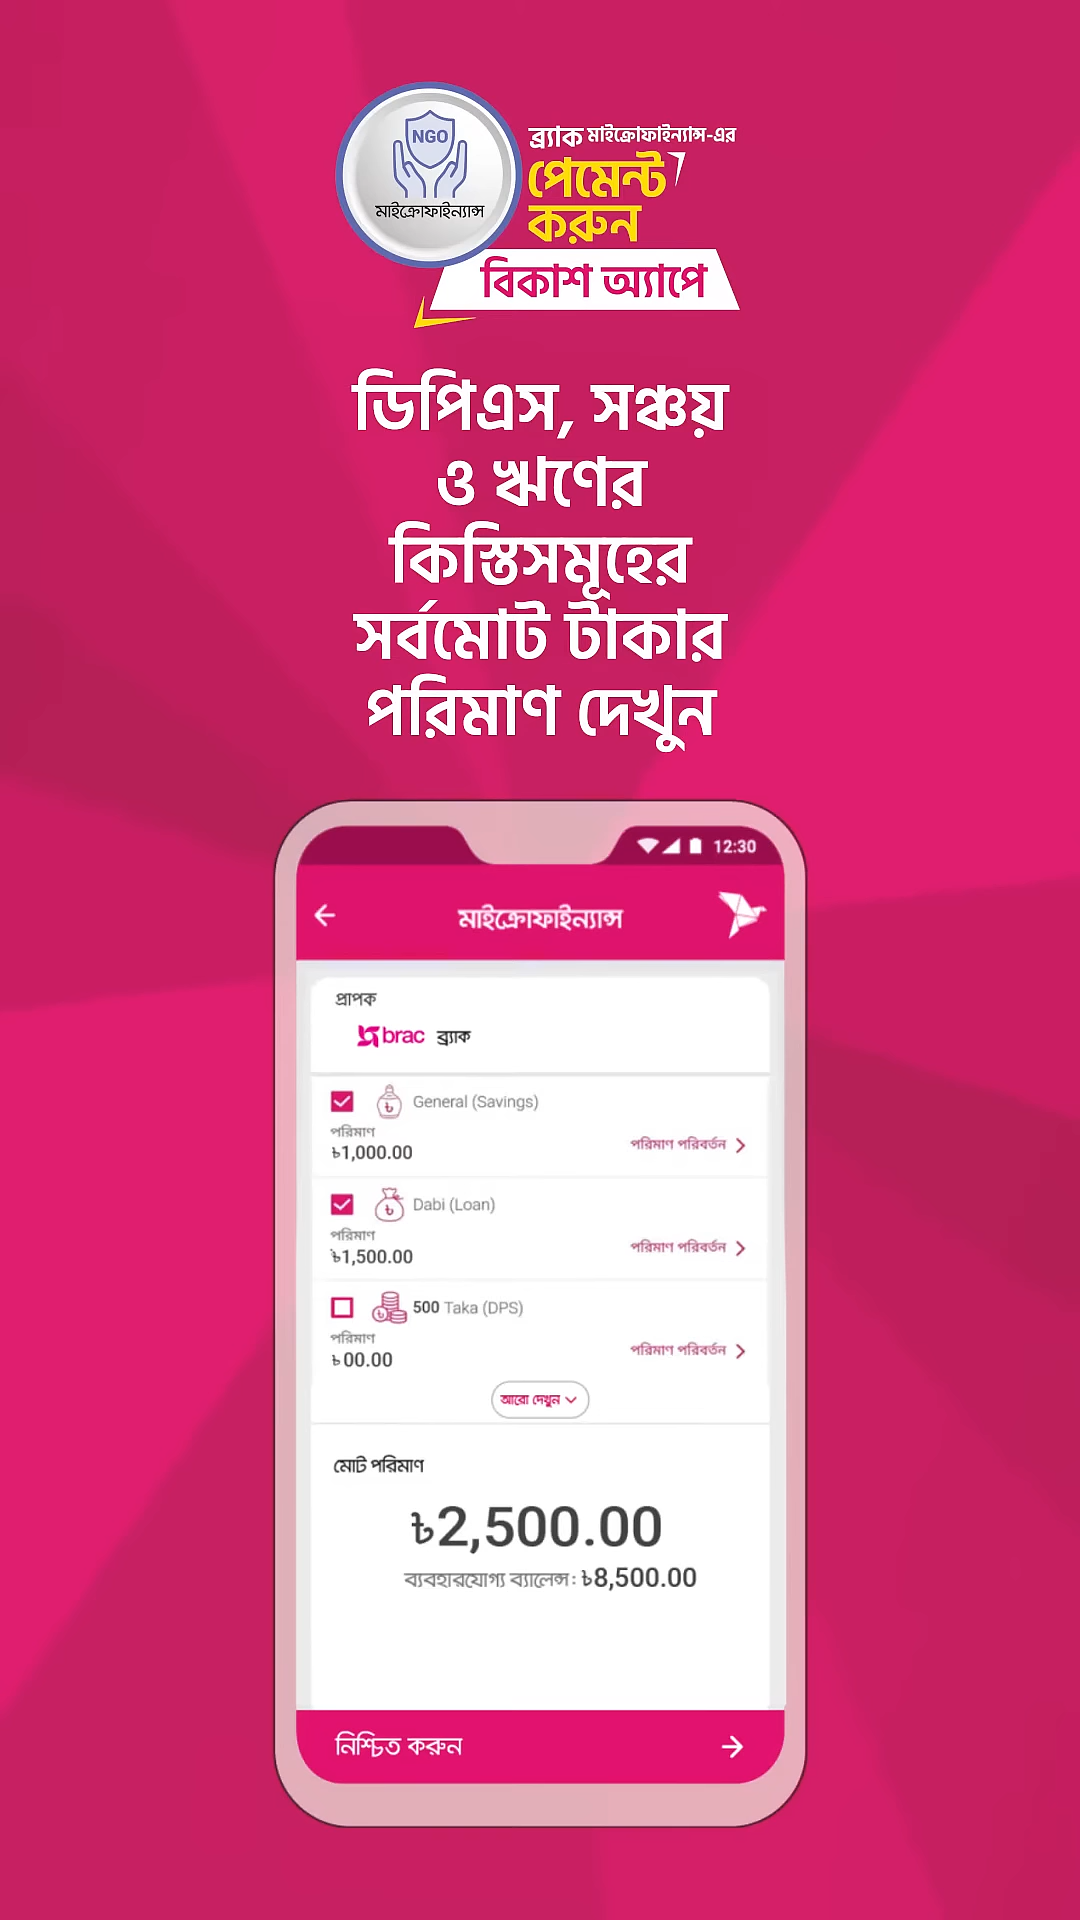 NGO
মাইক্রোফাইন্যান্স
ব্র্যাক মাইক্রোফাইন্যান্স-এর
পেমেন্ট
করুন
বিকাশ অ্যাপে
ডিপিএস, সঞ্চয়
ও ঋণের
কিস্তিসমূহের
সর্বমোট টাকার
পরিমাণ দেখুন
12:30
মাইক্রোফাইন্যান্স
প্রাপক
brac ব্র্যাক
General (Savings)
পরিমাণ
৳1,000.00
পরিমাণ পরিবর্তন
Dabi (Loan)
পরিমাণ
৳1,500.00
পরিমাণ পরিবর্তন
500 Taka (DPS)
পরিমাণ
৳00.00
পরিমাণ পরিবর্তন
আরো দেখুন
মোট পরিমাণ
৳2,500.00
ব্যবহারযোগ্য ব্যালেন্স: ৳8,500.00
নিশ্চিত করুন